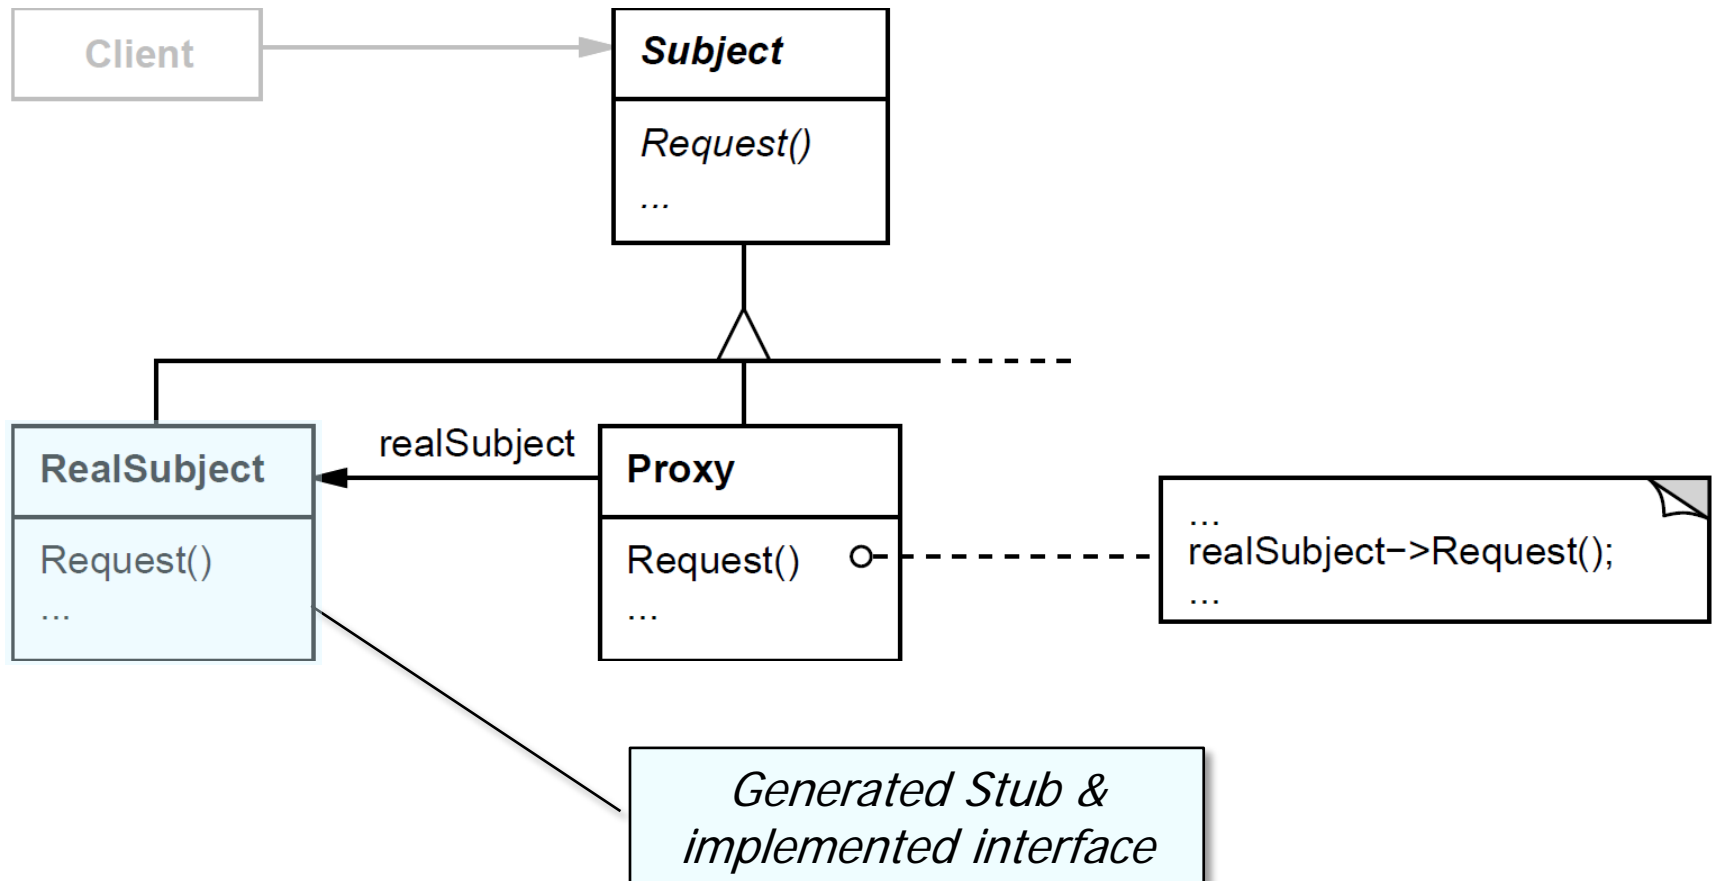 Client
Subject
Request()
...
realSubject
RealSubject
Request()
...
Proxy
Request()
...
...
realSubject−>Request();
...
Generated Stub &
implemented interface